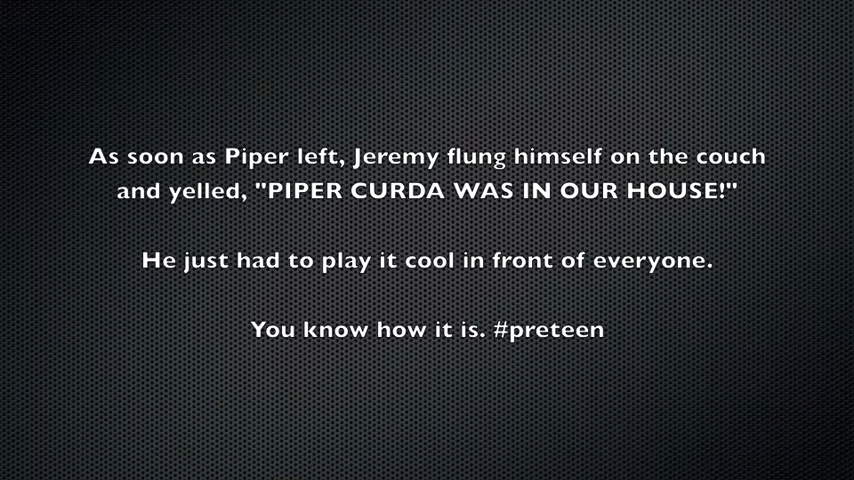 As soon as Piper left, Jeremy flung himself on the couch
and yelled, "PIPER CURDA WAS IN OUR HOUSE!"
He just had to play it cool in front of everyone.
You know how it is. #preteen